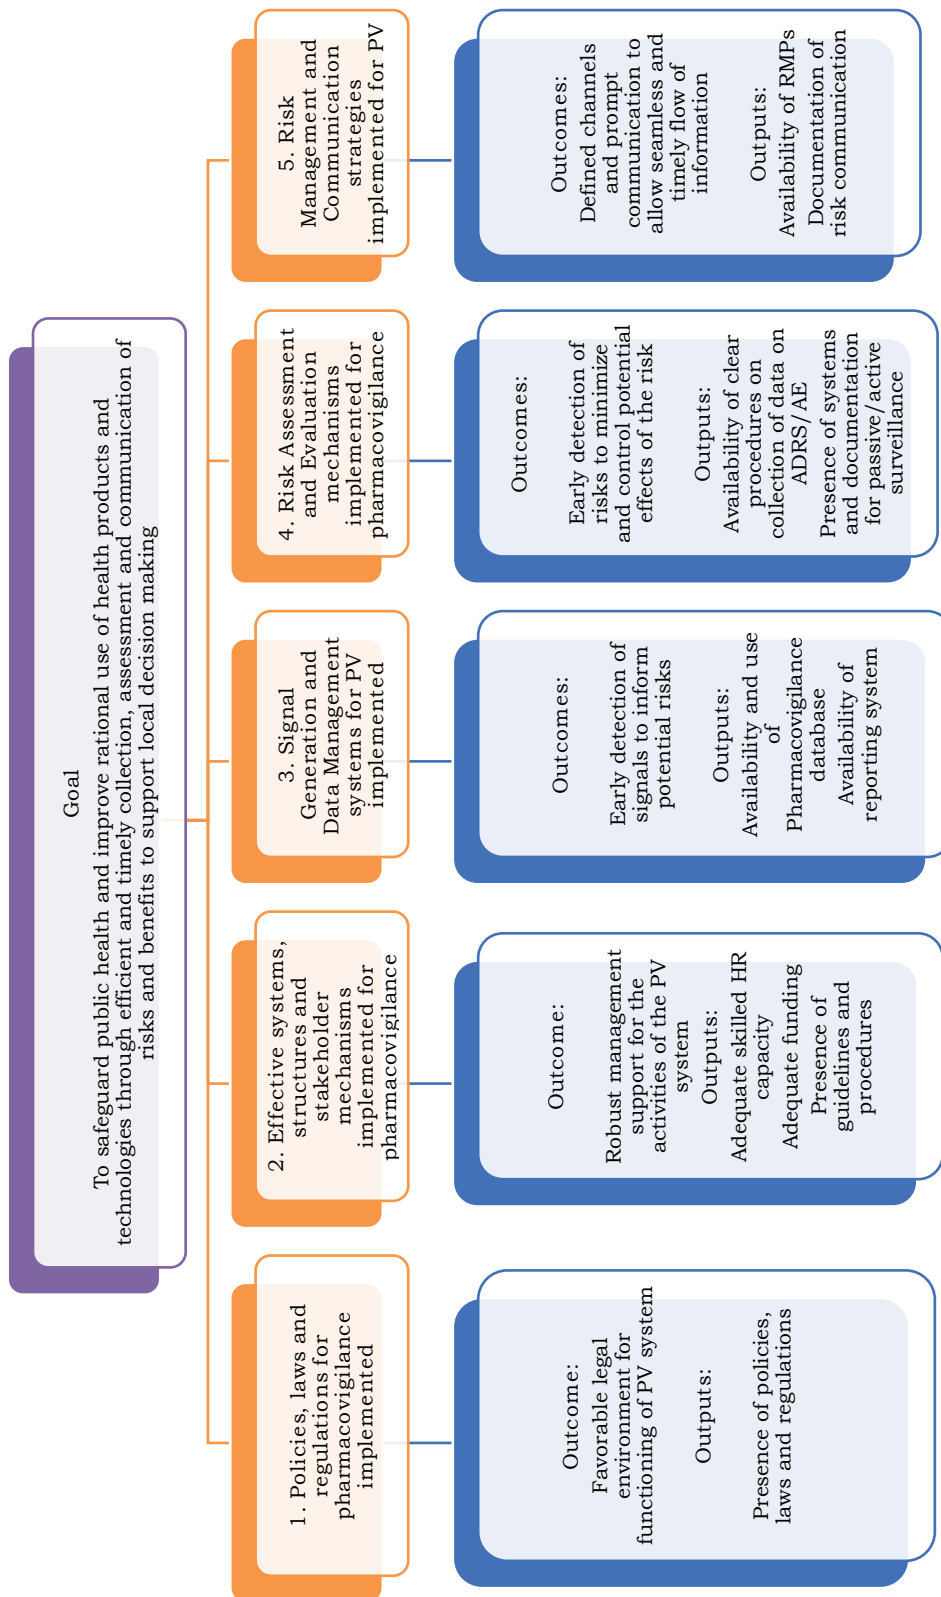 Goal
To safeguard public health and improve rational use of health products and
technologies through efficient and timely collection, assessment and communication of
risks and benefits to support local decision making
1. Policies, laws and
regulations for
pharmacovigilance
implemented
Outcome:
Favorable legal
environment for
functioning of PV system
Outputs:
Presence of policies,
laws and regulations
2. Effective systems,
structures and
stakeholder
mechanisms
implemented for
pharmacovigilance
Outcome:
Robust management
support for the
activities of the PV
system
Outputs:
Adequate skilled HR
capacity
Adequate funding
Presence of
guidelines and
procedures
3. Signal
Generation and
Data Management
systems for PV
implemented
Outcomes:
Early detection of
signals to inform
potential risks
Outputs:
Availability and use
of
Pharmacovigilance
database
Availability of
reporting system
4. Risk Assessment
and Evaluation
mechanisms
implemented for
pharmacovigilance
Outcomes:
Early detection of
risks to minimize
and control potential
effects of the risk
Outputs:
Availability of clear
procedures on
collection of data on
ADRS/AE
Presence of systems
and documentation
for passive/active
surveillance
5. Risk
Management and
Communication
strategies
implemented for PV
Outcomes:
Defined channels
and prompt
communication to
allow seamless and
timely flow of
information
Outputs:
Availability of RMPs
Documentation of
risk communication